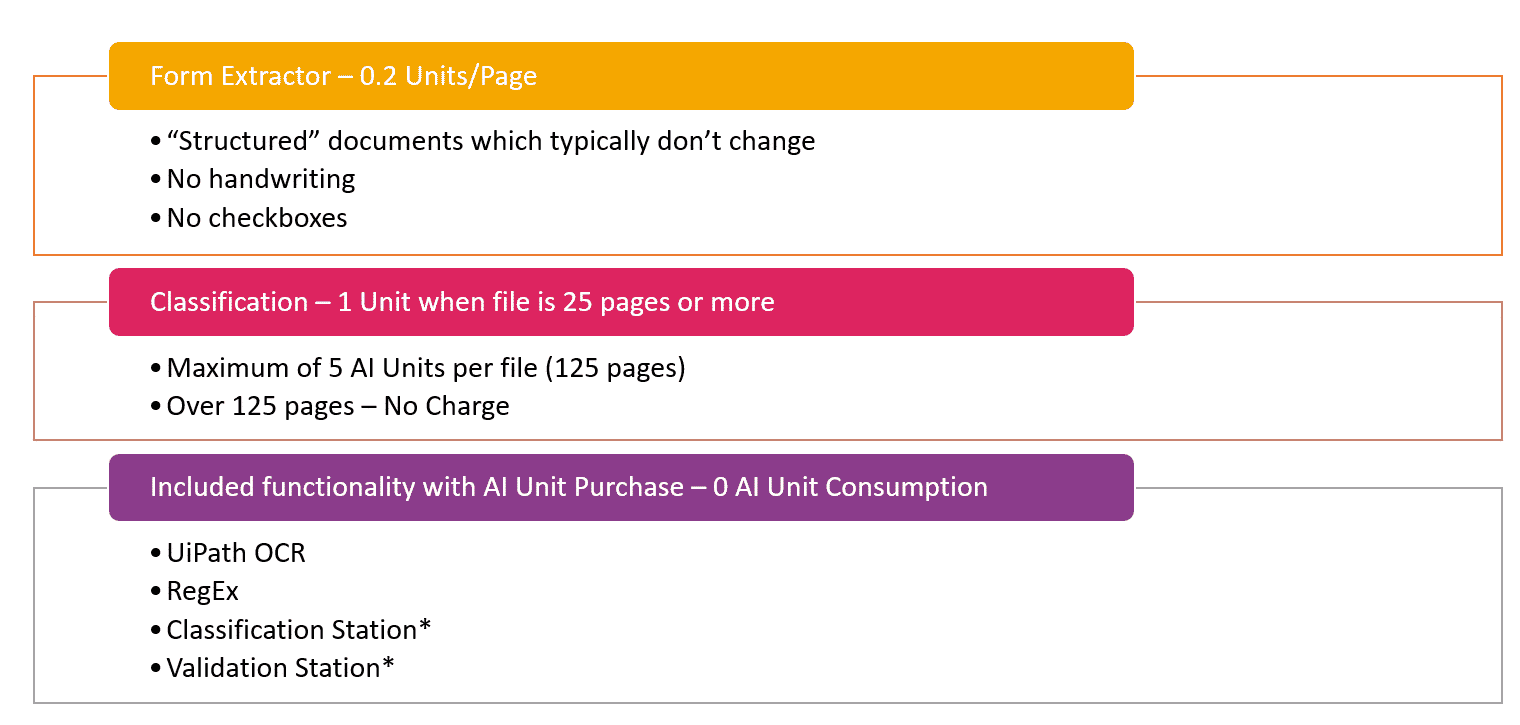 Form Extractor – 0.2 Units/Page
• “Structured” documents which typically don’t change
• No handwriting
• No checkboxes
Classification – 1 Unit when file is 25 pages or more
• Maximum of 5 AI Units per file (125 pages)
• Over 125 pages – No Charge
Included functionality with AI Unit Purchase – 0 AI Unit Consumption
• UiPath OCR
• RegEx
• Classification Station*
• Validation Station*